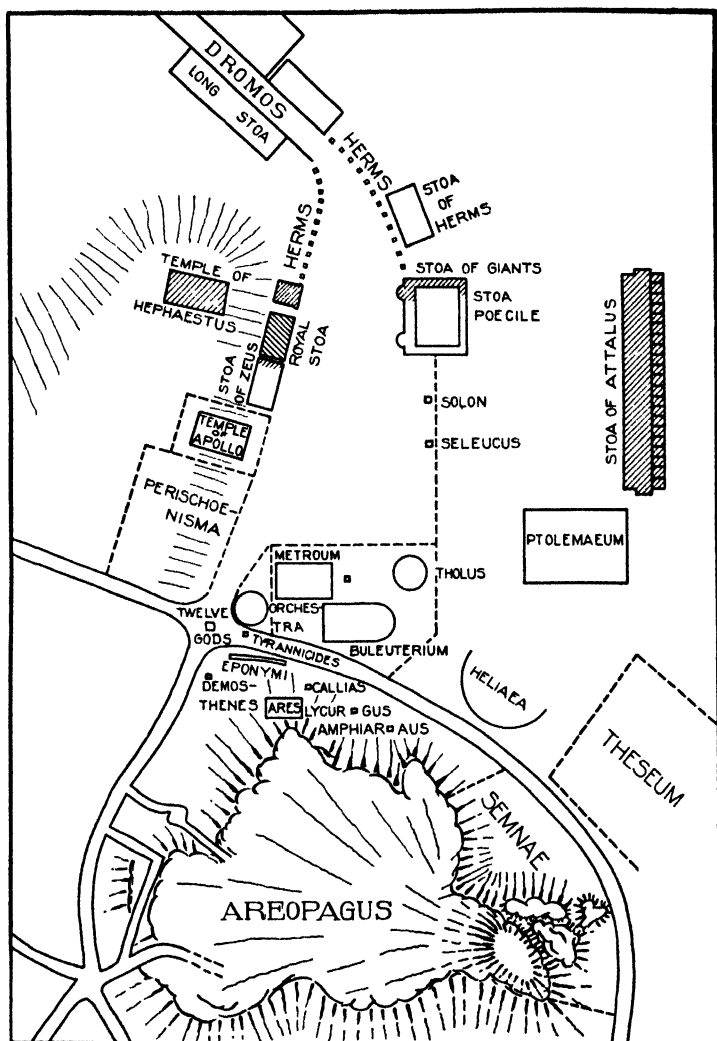 DROMOS
LONG
STOA
HERMS
STOA
OF
HERMS
HERMS
TEMPLE OF
HEPHAESTUS
STOA OF GIANTS
STOA
POECILE
ROYAL
STOA
STOA
OF ZEUS
STOA OF ATTALUS
SOLON
TEMPLE
OF
APOLLO
SELEUCUS
PERISCHOE-
NISMA
PTOLEMAEUM
METROUM
THOLUS
ORCHES-
TRA
TWELVE
GODS
TYRANNICIDES
BULEUTERIUM
EPONYMI
HELIAEA
DEMOS-
THENES
CALLIAS
ARES
LYCUR GUS
AMPHIAR AUS
THESEUM
SEMNAE
AREOPAGUS